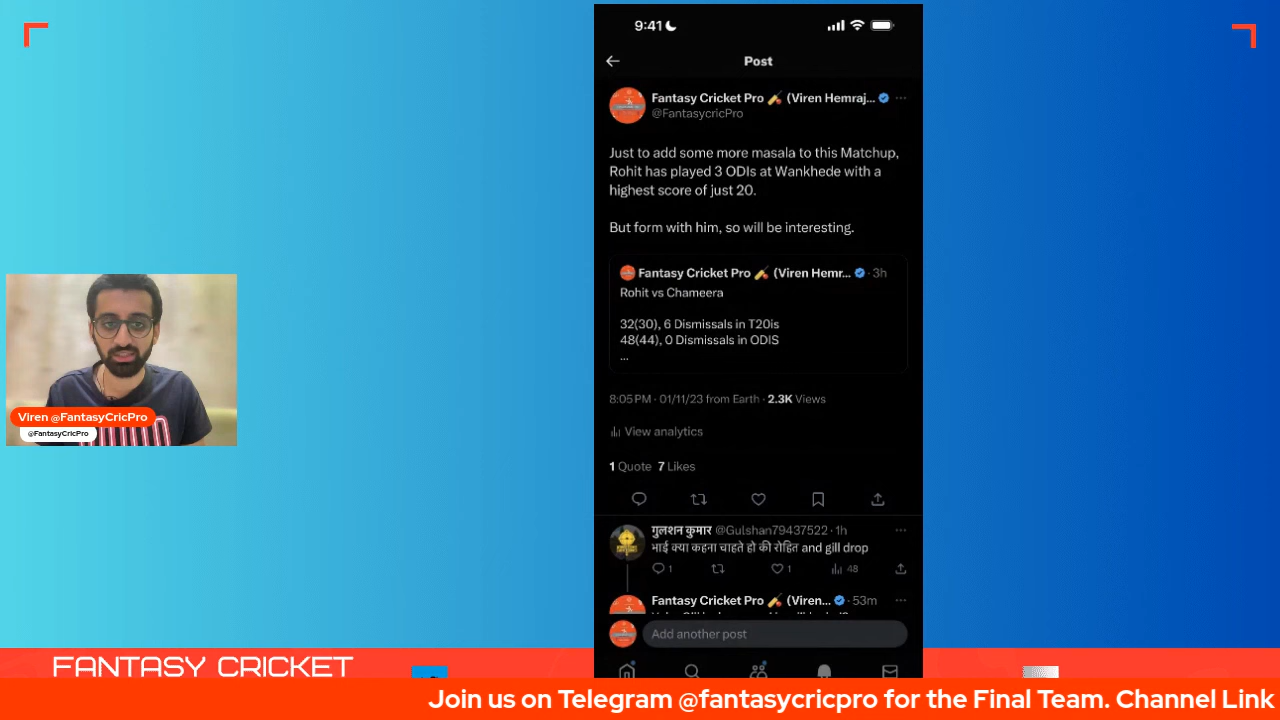 9:41
Post
Fantasy Cricket Pro 🏏 (Viren Hemraj...
@FantasycricPro
Just to add some more masala to this Matchup,
Rohit has played 3 ODIs at Wankhede with a
highest score of just 20.
But form with him, so will be interesting.
Fantasy Cricket Pro 🏏 (Viren Hemr... · 3h
Rohit vs Chameera
32(30), 6 Dismissals in T20is
48(44), 0 Dismissals in ODIS
...
8:05 PM · 01/11/23 from Earth · 2.3K Views
View analytics
1 Quote 7 Likes
गुलशन कुमार @Gulshan79437522 · 1h
भाई क्या कहना चाहते हो की रोहित and gill drop
1 1 48
Fantasy Cricket Pro 🏏 (Viren... · 53m
Add another post
Viren @FantasyCricPro
@FantasyCricPro
FANTASY CRICKET
Join us on Telegram @fantasycricpro for the Final Team. Channel Link